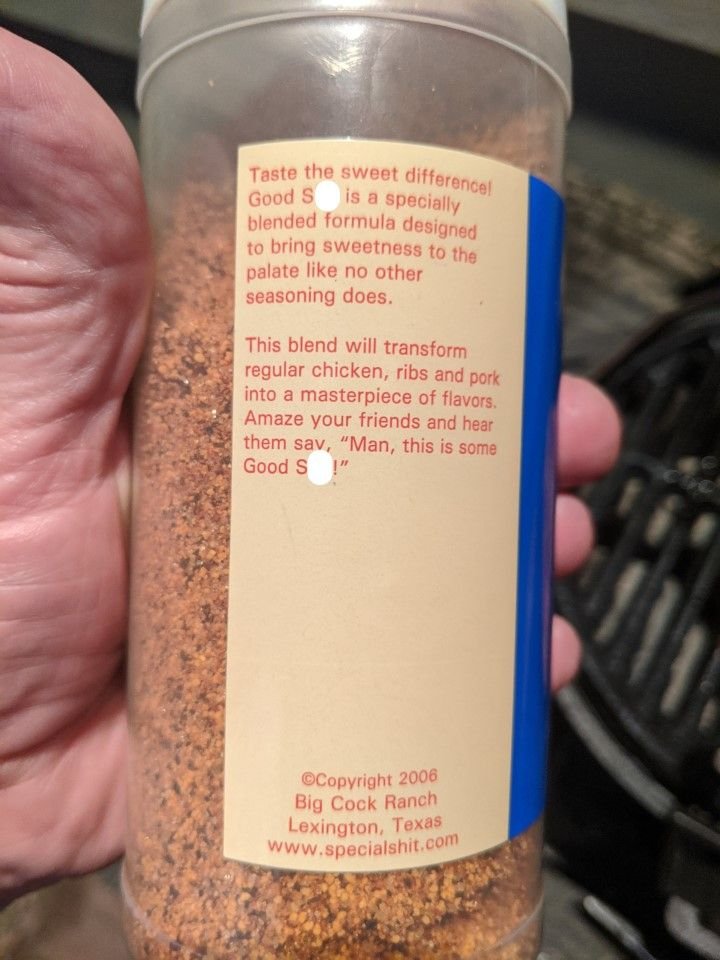 Taste the sweet difference!
Good S is a specially
blended formula designed
to bring sweetness to the
palate like no other
seasoning does.
This blend will transform
regular chicken, ribs and pork
into a masterpiece of flavors.
Amaze your friends and hear
them say, “Man, this is some
Good S !”
©Copyright 2006
Big Cock Ranch
Lexington, Texas
www.specialshit.com